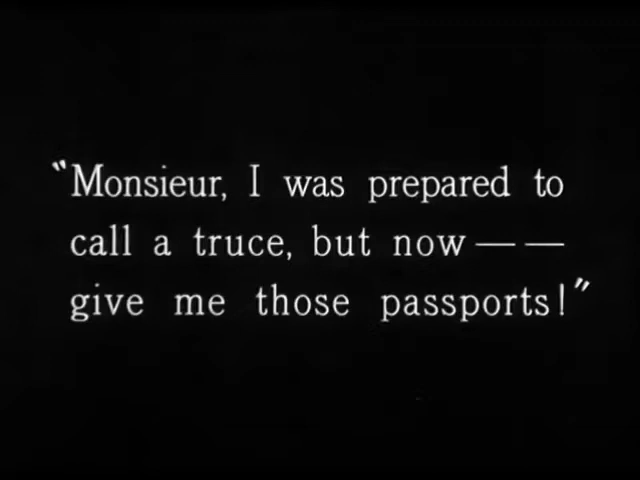 "Monsieur, I was prepared to
call a truce, but now — —
give me those passports!"